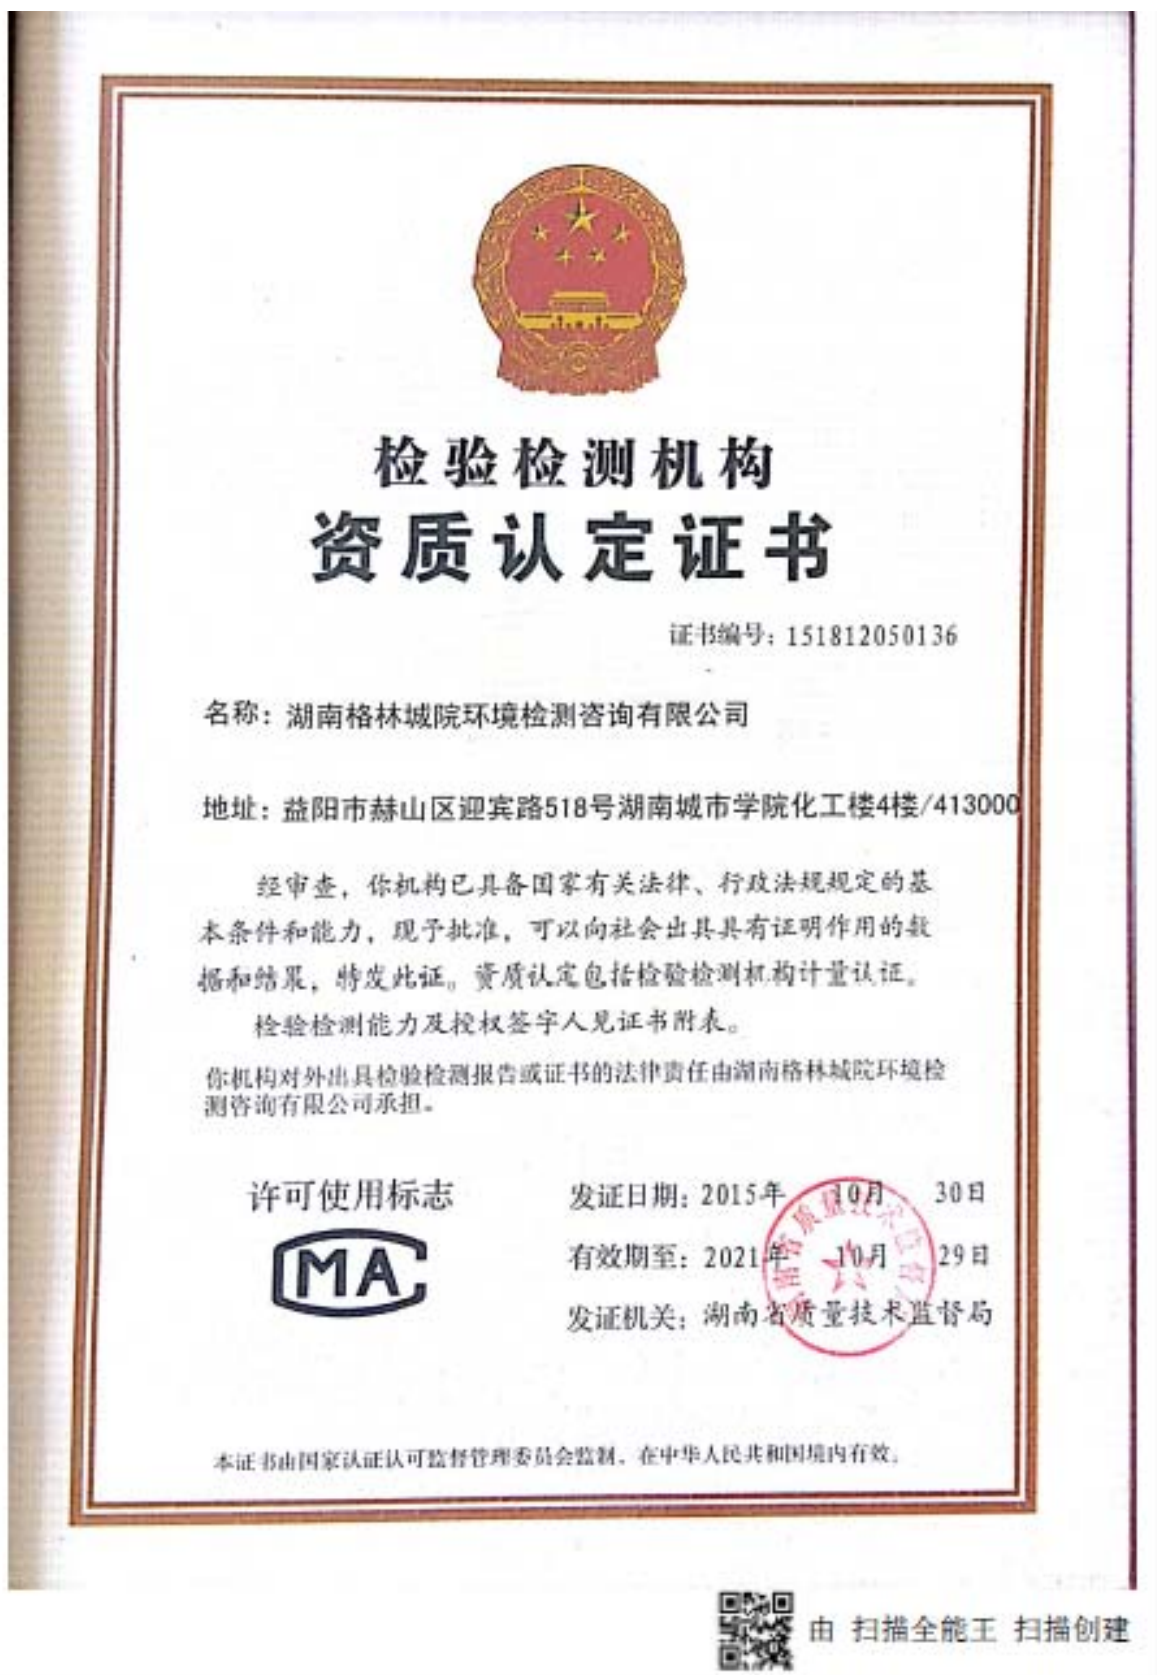 检验检测机构
资质认定证书
证书编号：151812050136
名称：湖南格林城院环境检测咨询有限公司
地址：益阳市赫山区迎宾路518号湖南城市学院化工楼4楼/413000
经审查，你机构已具备国家有关法律、行政法规规定的基
本条件和能力，现予批准，可以向社会出具具有证明作用的数
据和结果，特发此证。资质认定包括检验检测机构计量认证。
检验检测能力及授权签字人见证书附表。
你机构对外出具检验检测报告或证书的法律责任由湖南格林城院环境检
测咨询有限公司承担。
许可使用标志
MA
发证日期：2015年 10月 30日
有效期至：2021年 10月 29日
发证机关：湖南省质量技术监督局
本证书由国家认证认可监督管理委员会监制，在中华人民共和国境内有效。
由 扫描全能王 扫描创建